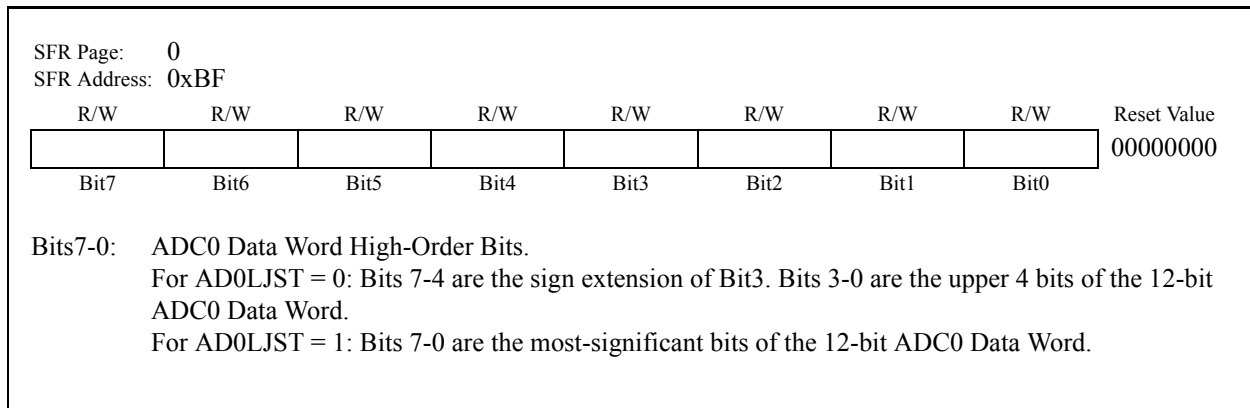 SFR Page: 0
SFR Address: 0xBF
R/W R/W R/W R/W R/W R/W R/W R/W Reset Value
00000000
Bit7 Bit6 Bit5 Bit4 Bit3 Bit2 Bit1 Bit0
Bits7-0: ADC0 Data Word High-Order Bits.
For AD0LJST = 0: Bits 7-4 are the sign extension of Bit3. Bits 3-0 are the upper 4 bits of the 12-bit
ADC0 Data Word.
For AD0LJST = 1: Bits 7-0 are the most-significant bits of the 12-bit ADC0 Data Word.